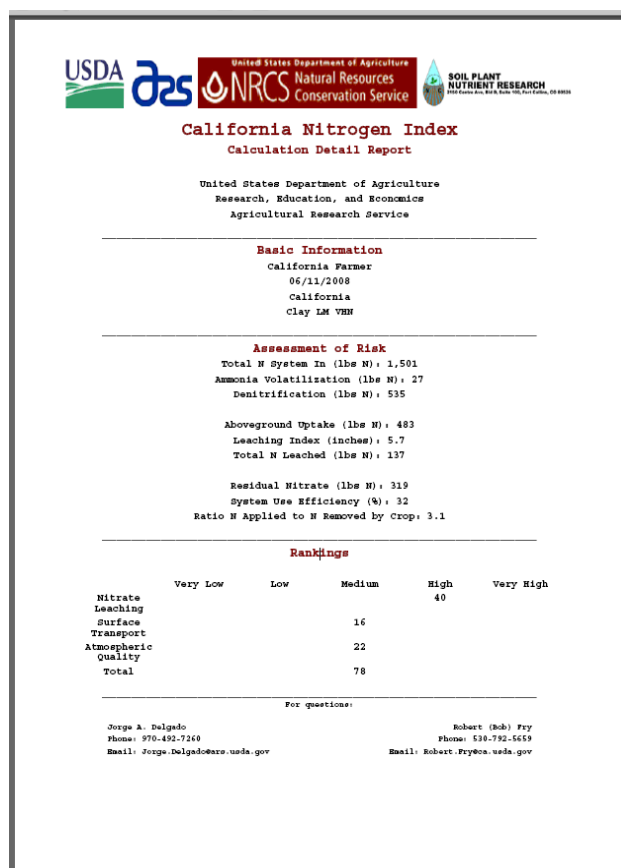 USDA
ars
United States Department of Agriculture
NRCS Natural Resources
Conservation Service
SOIL PLANT
NUTRIENT RESEARCH
California Nitrogen Index
Calculation Detail Report
United States Department of Agriculture
Research, Education, and Economics
Agricultural Research Service
Basic Information
California Farmer
06/11/2008
California
Clay LM VHN
Assessment of Risk
Total N System In (lbs N): 1,501
Ammonia Volatilization (lbs N): 27
Denitrification (lbs N): 535
Aboveground Uptake (lbs N): 483
Leaching Index (inches): 5.7
Total N Leached (lbs N): 137
Residual Nitrate (lbs N): 319
System Use Efficiency (%): 32
Ratio N Applied to N Removed by Crop: 3.1
Rankings
Very Low Low Medium High Very High
Nitrate 40
Leaching
Surface 16
Transport
Atmospheric 22
Quality
Total 78
For questions:
Jorge A. Delgado Robert (Bob) Fry
Phone: 970-492-7260 Phone: 530-792-5659
Email: Jorge.Delgado@ars.usda.gov Email: Robert.Fry@ca.usda.gov